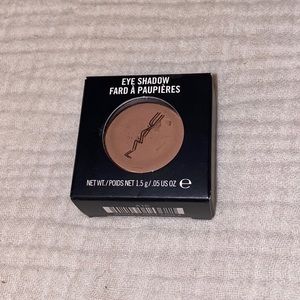 EYE SHADOW
FARD À PAUPIÈRES
MAC
NET WT./POIDS NET 1.5 g/.05 US OZ e